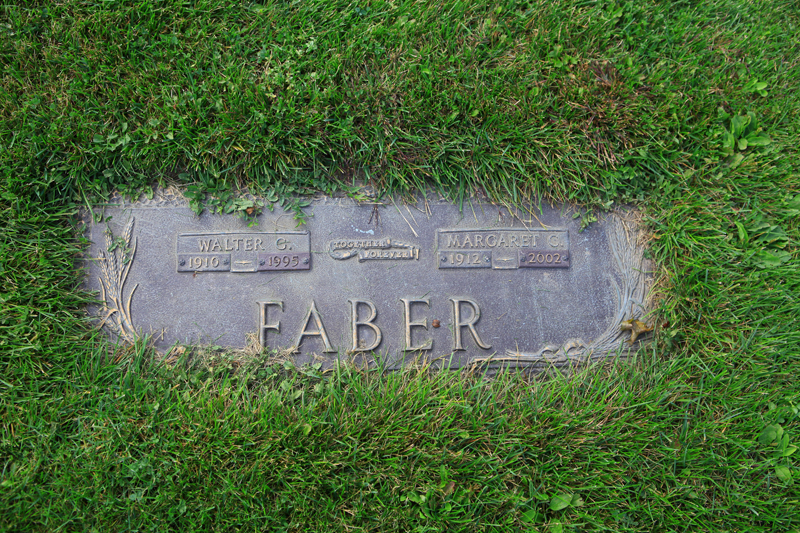 WALTER G.
1910 1995
TOGETHER
FOREVER
MARGARET C.
1912 2002
FABER